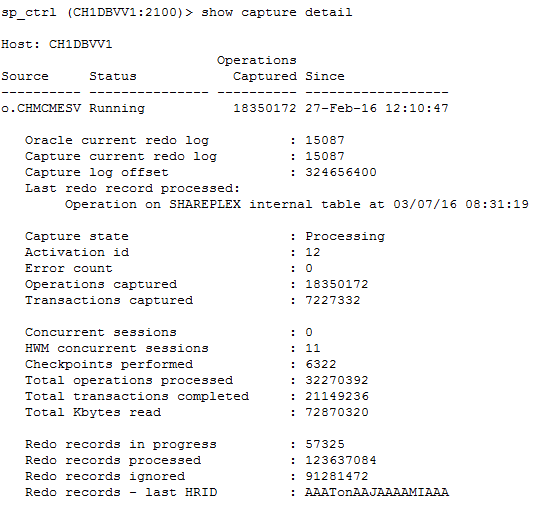 sp_ctrl (CH1DBVV1:2100)> show capture detail
Host: CH1DBVV1
Operations
Source Status Captured Since
---------- --------------- ---------- ------------------
o.CHMCMESV Running 18350172 27-Feb-16 12:10:47
Oracle current redo log : 15087
Capture current redo log : 15087
Capture log offset : 324656400
Last redo record processed:
Operation on SHAREPLEX internal table at 03/07/16 08:31:19
Capture state : Processing
Activation id : 12
Error count : 0
Operations captured : 18350172
Transactions captured : 7227332
Concurrent sessions : 0
HWM concurrent sessions : 11
Checkpoints performed : 6322
Total operations processed : 32270392
Total transactions completed : 21149236
Total Kbytes read : 72870320
Redo records in progress : 57325
Redo records processed : 123637084
Redo records ignored : 91281472
Redo records - last HRID : AAATonAAJAAAAMIAAA